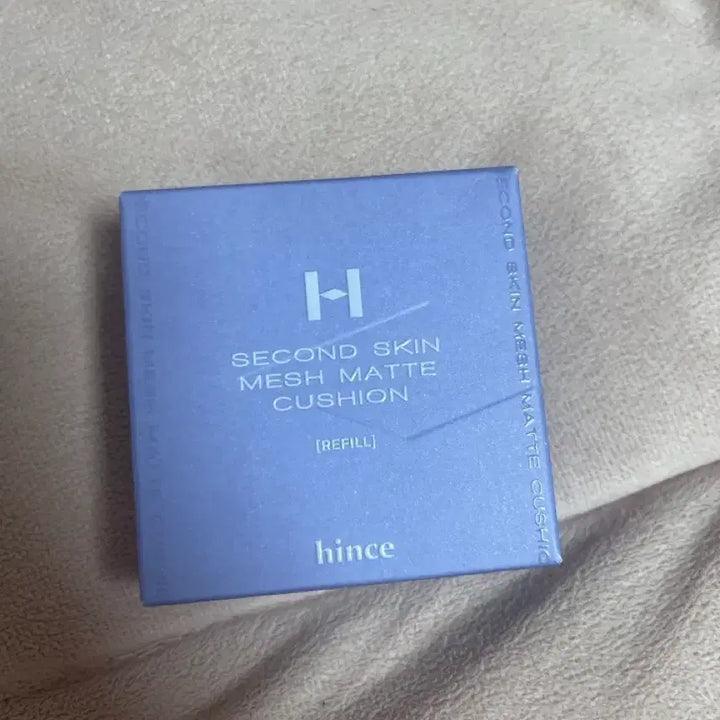 H
SECOND SKIN
MESH MATTE
CUSHION
[REFILL]
hince
SECOND SKIN MESH MATTE CUSHIO